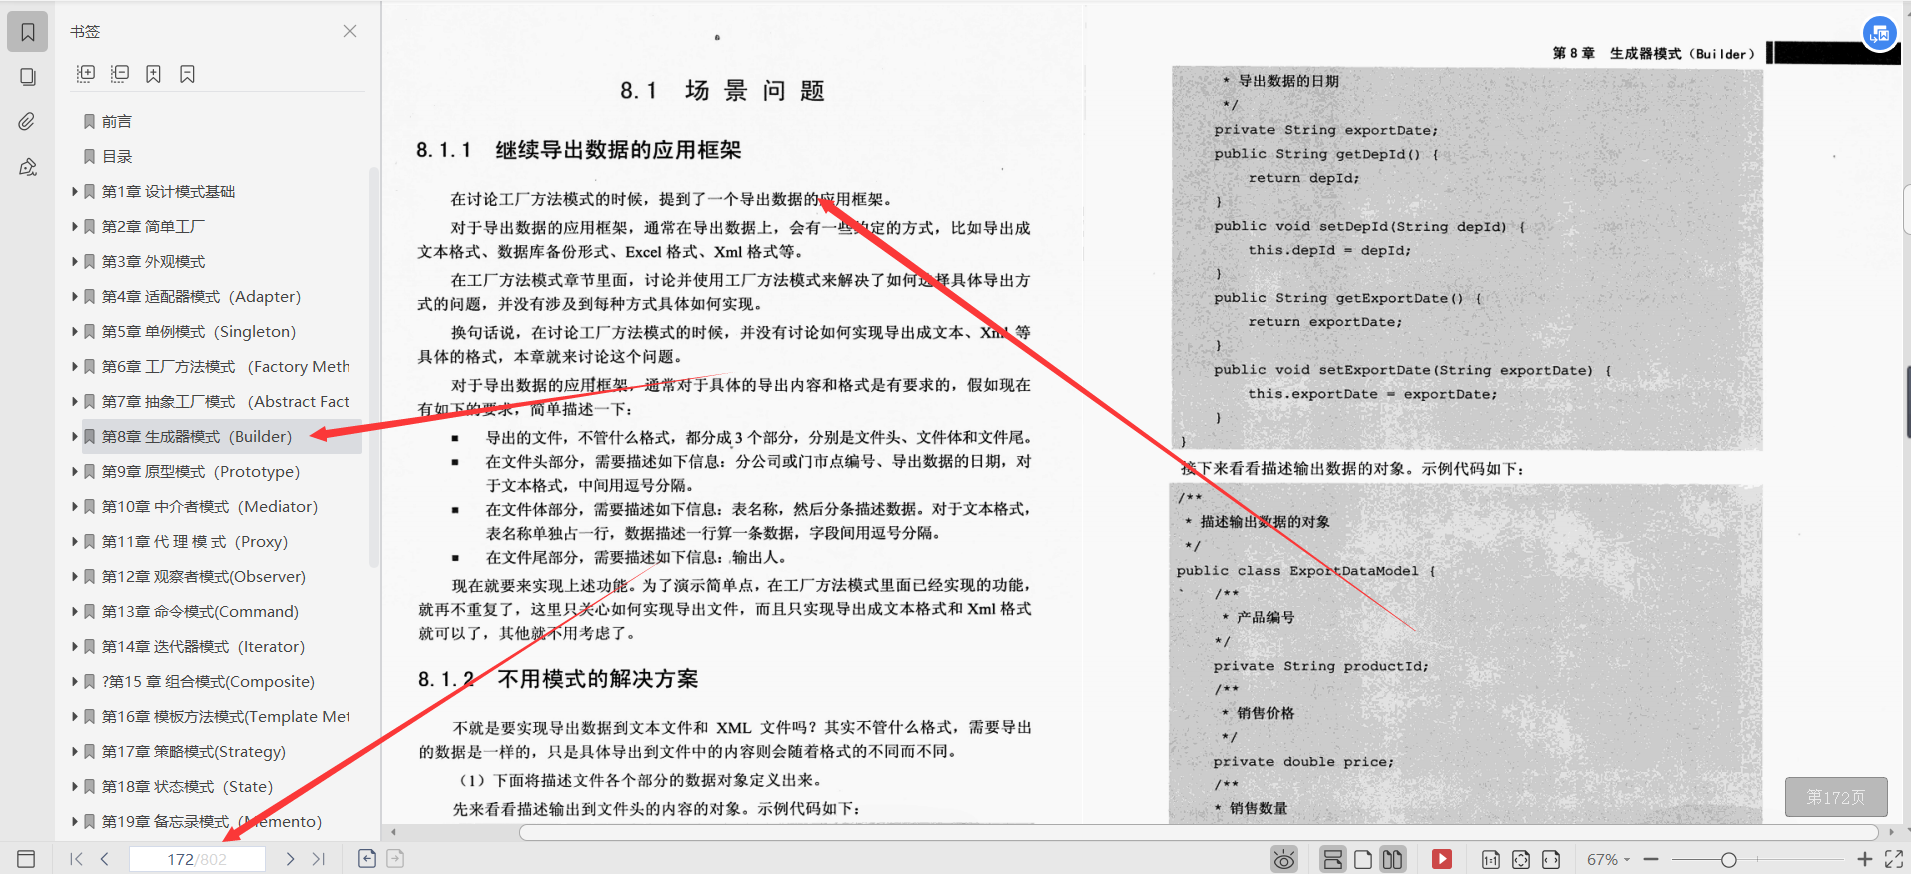 书签
前言
目录
第1章 设计模式基础
第2章 简单工厂
第3章 外观模式
第4章 适配器模式（Adapter）
第5章 单例模式（Singleton）
第6章 工厂方法模式 （Factory Meth
第7章 抽象工厂模式 （Abstract Fact
第8章 生成器模式（Builder）
第9章 原型模式（Prototype）
第10章 中介者模式（Mediator）
第11章 代 理 模 式（Proxy）
第12章 观察者模式(Observer)
第13章 命令模式(Command)
第14章 迭代器模式（Iterator）
?第15 章 组合模式(Composite)
第16章 模板方法模式(Template Met
第17章 策略模式(Strategy)
第18章 状态模式（State）
第19章 备忘录模式（Memento）
8.1 场 景 问 题
8.1.1 继续导出数据的应用框架
在讨论工厂方法模式的时候，提到了一个导出数据的应用框架。
对于导出数据的应用框架，通常在导出数据上，会有一些约定的方式，比如导出成
文本格式、数据库备份形式、Excel 格式、Xml 格式等。
在工厂方法模式章节里面，讨论并使用工厂方法模式来解决了如何选择具体导出方
式的问题，并没有涉及到每种方式具体如何实现。
换句话说，在讨论工厂方法模式的时候，并没有讨论如何实现导出成文本、Xml 等
具体的格式，本章就来讨论这个问题。
对于导出数据的应用框架，通常对于具体的导出内容和格式是有要求的，假如现在
有如下的要求，简单描述一下：
■ 导出的文件，不管什么格式，都分成 3 个部分，分别是文件头、文件体和文件尾。
■ 在文件头部分，需要描述如下信息：分公司或门市点编号、导出数据的日期，对
于文本格式，中间用逗号分隔。
■ 在文件体部分，需要描述如下信息：表名称，然后分条描述数据。对于文本格式，
表名称单独占一行，数据描述一行算一条数据，字段间用逗号分隔。
■ 在文件尾部分，需要描述如下信息：输出人。
现在就要来实现上述功能。为了演示简单点，在工厂方法模式里面已经实现的功能，
就再不重复了，这里只关心如何实现导出文件，而且只实现导出成文本格式和 Xml 格式
就可以了，其他就不用考虑了。
8.1.2 不用模式的解决方案
不就是要实现导出数据到文本文件和 XML 文件吗？其实不管什么格式，需要导出
的数据是一样的，只是具体导出到文件中的内容则会随着格式的不同而不同。
（1）下面将描述文件各个部分的数据对象定义出来。
先来看看描述输出到文件头的内容的对象。示例代码如下：
第 8 章 生成器模式（Builder）
* 导出数据的日期
*/
private String exportDate;
public String getDepId() {
return depId;
}
public void setDepId(String depId) {
this.depId = depId;
}
public String getExportDate() {
return exportDate;
}
public void setExportDate(String exportDate) {
this.exportDate = exportDate;
}
}
接下来看看描述输出数据的对象。示例代码如下：
/**
* 描述输出数据的对象
*/
public class ExportDataModel {
/**
* 产品编号
*/
private String productId;
/**
* 销售价格
*/
private double price;
/**
* 销售数量
第172页
172/802
1:1
67%